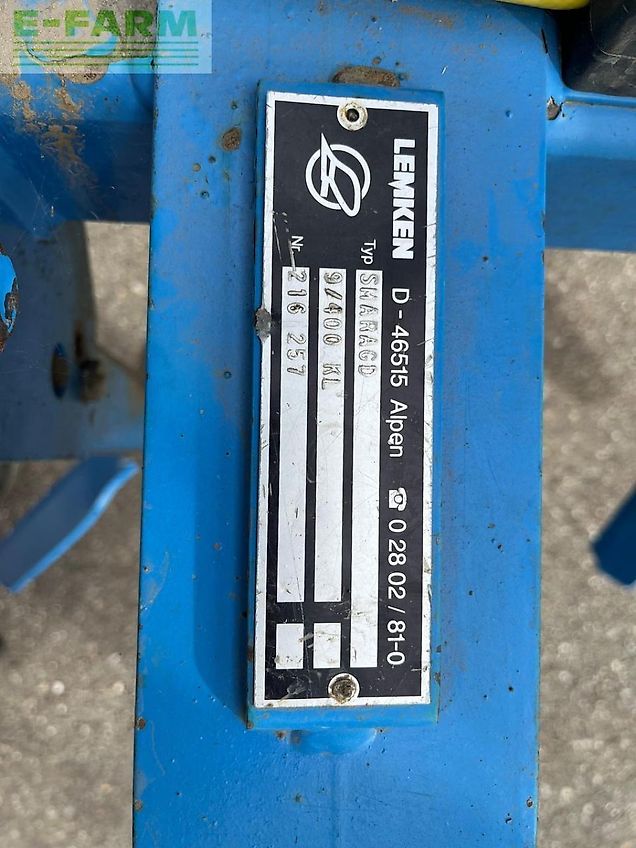 E-FARM
LEMKEN D-46515 Alpen ☎ 0 28 02 / 81-0
Typ SMARAGD
9/400 KL
Nr. 216 257